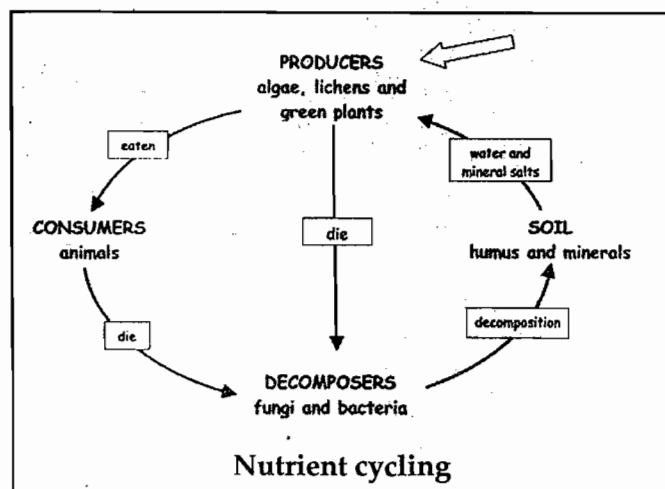 PRODUCERS
algae, lichens and
green plants
eaten
water and
mineral salts
CONSUMERS
animals
die
SOIL
humus and minerals
die
decomposition
DECOMPOSERS
fungi and bacteria
Nutrient cycling